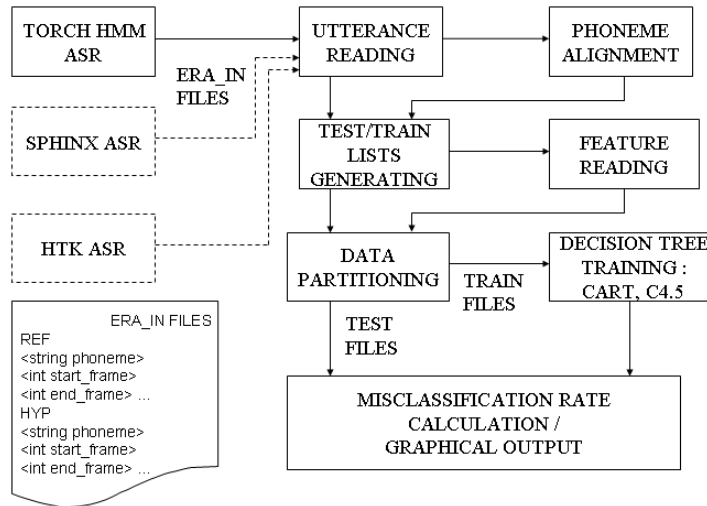 TORCH HMM
ASR
UTTERANCE
READING
PHONEME
ALIGNMENT
ERA_IN
FILES
SPHINX ASR
TEST/TRAIN
LISTS
GENERATING
FEATURE
READING
HTK ASR
DATA
PARTITIONING
TRAIN
FILES
DECISION TREE
TRAINING :
CART, C4.5
TEST
FILES
MISCLASSIFICATION RATE
CALCULATION /
GRAPHICAL OUTPUT
ERA_IN FILES
REF
<string phoneme>
<int start_frame>
<int end_frame> ...
HYP
<string phoneme>
<int start_frame>
<int end_frame> ...